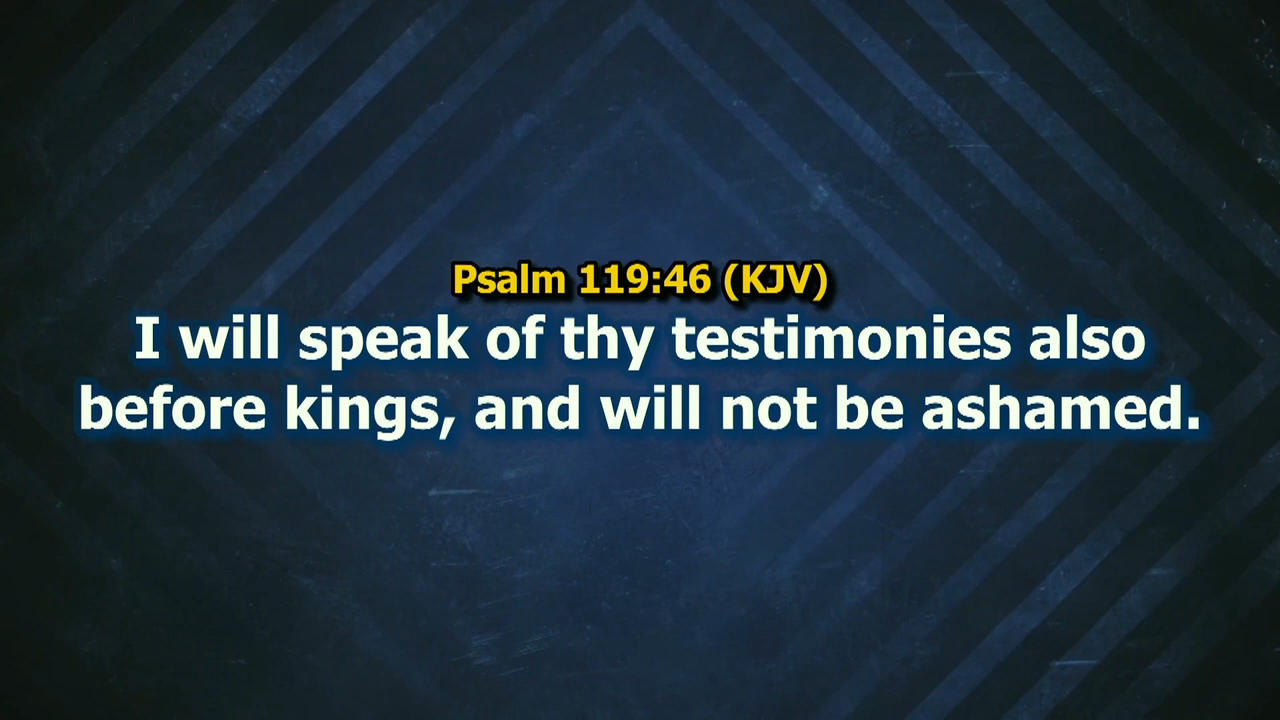 Psalm 119:46 (KJV)
I will speak of thy testimonies also
before kings, and will not be ashamed.